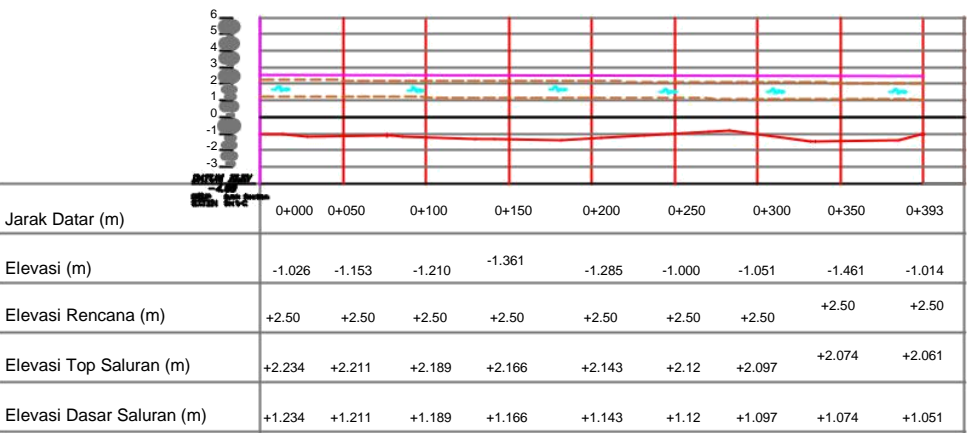 6
5
4
3
2
1
0
-1
-2
-3
Jarak Datar (m) 0+000 0+050 0+100 0+150 0+200 0+250 0+300 0+350 0+393
Elevasi (m) -1.026 -1.153 -1.210 -1.361 -1.285 -1.000 -1.051 -1.461 -1.014
Elevasi Rencana (m) +2.50 +2.50 +2.50 +2.50 +2.50 +2.50 +2.50 +2.50 +2.50
Elevasi Top Saluran (m) +2.234 +2.211 +2.189 +2.166 +2.143 +2.12 +2.097 +2.074 +2.061
Elevasi Dasar Saluran (m) +1.234 +1.211 +1.189 +1.166 +1.143 +1.12 +1.097 +1.074 +1.051